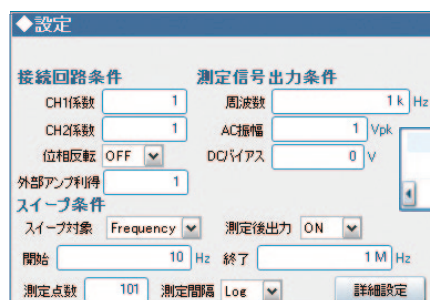 ◆設定
接続回路条件 測定信号出力条件
CH1係数 1 周波数 1 k Hz
CH2係数 1 AC振幅 1 Vpk
位相反転 OFF DCバイアス 0 V
外部アンプ利得 1
スイープ条件
スイープ対象 Frequency 測定後出力 ON
開始 10 Hz 終了 1 M Hz
測定点数 101 測定間隔 Log 詳細設定